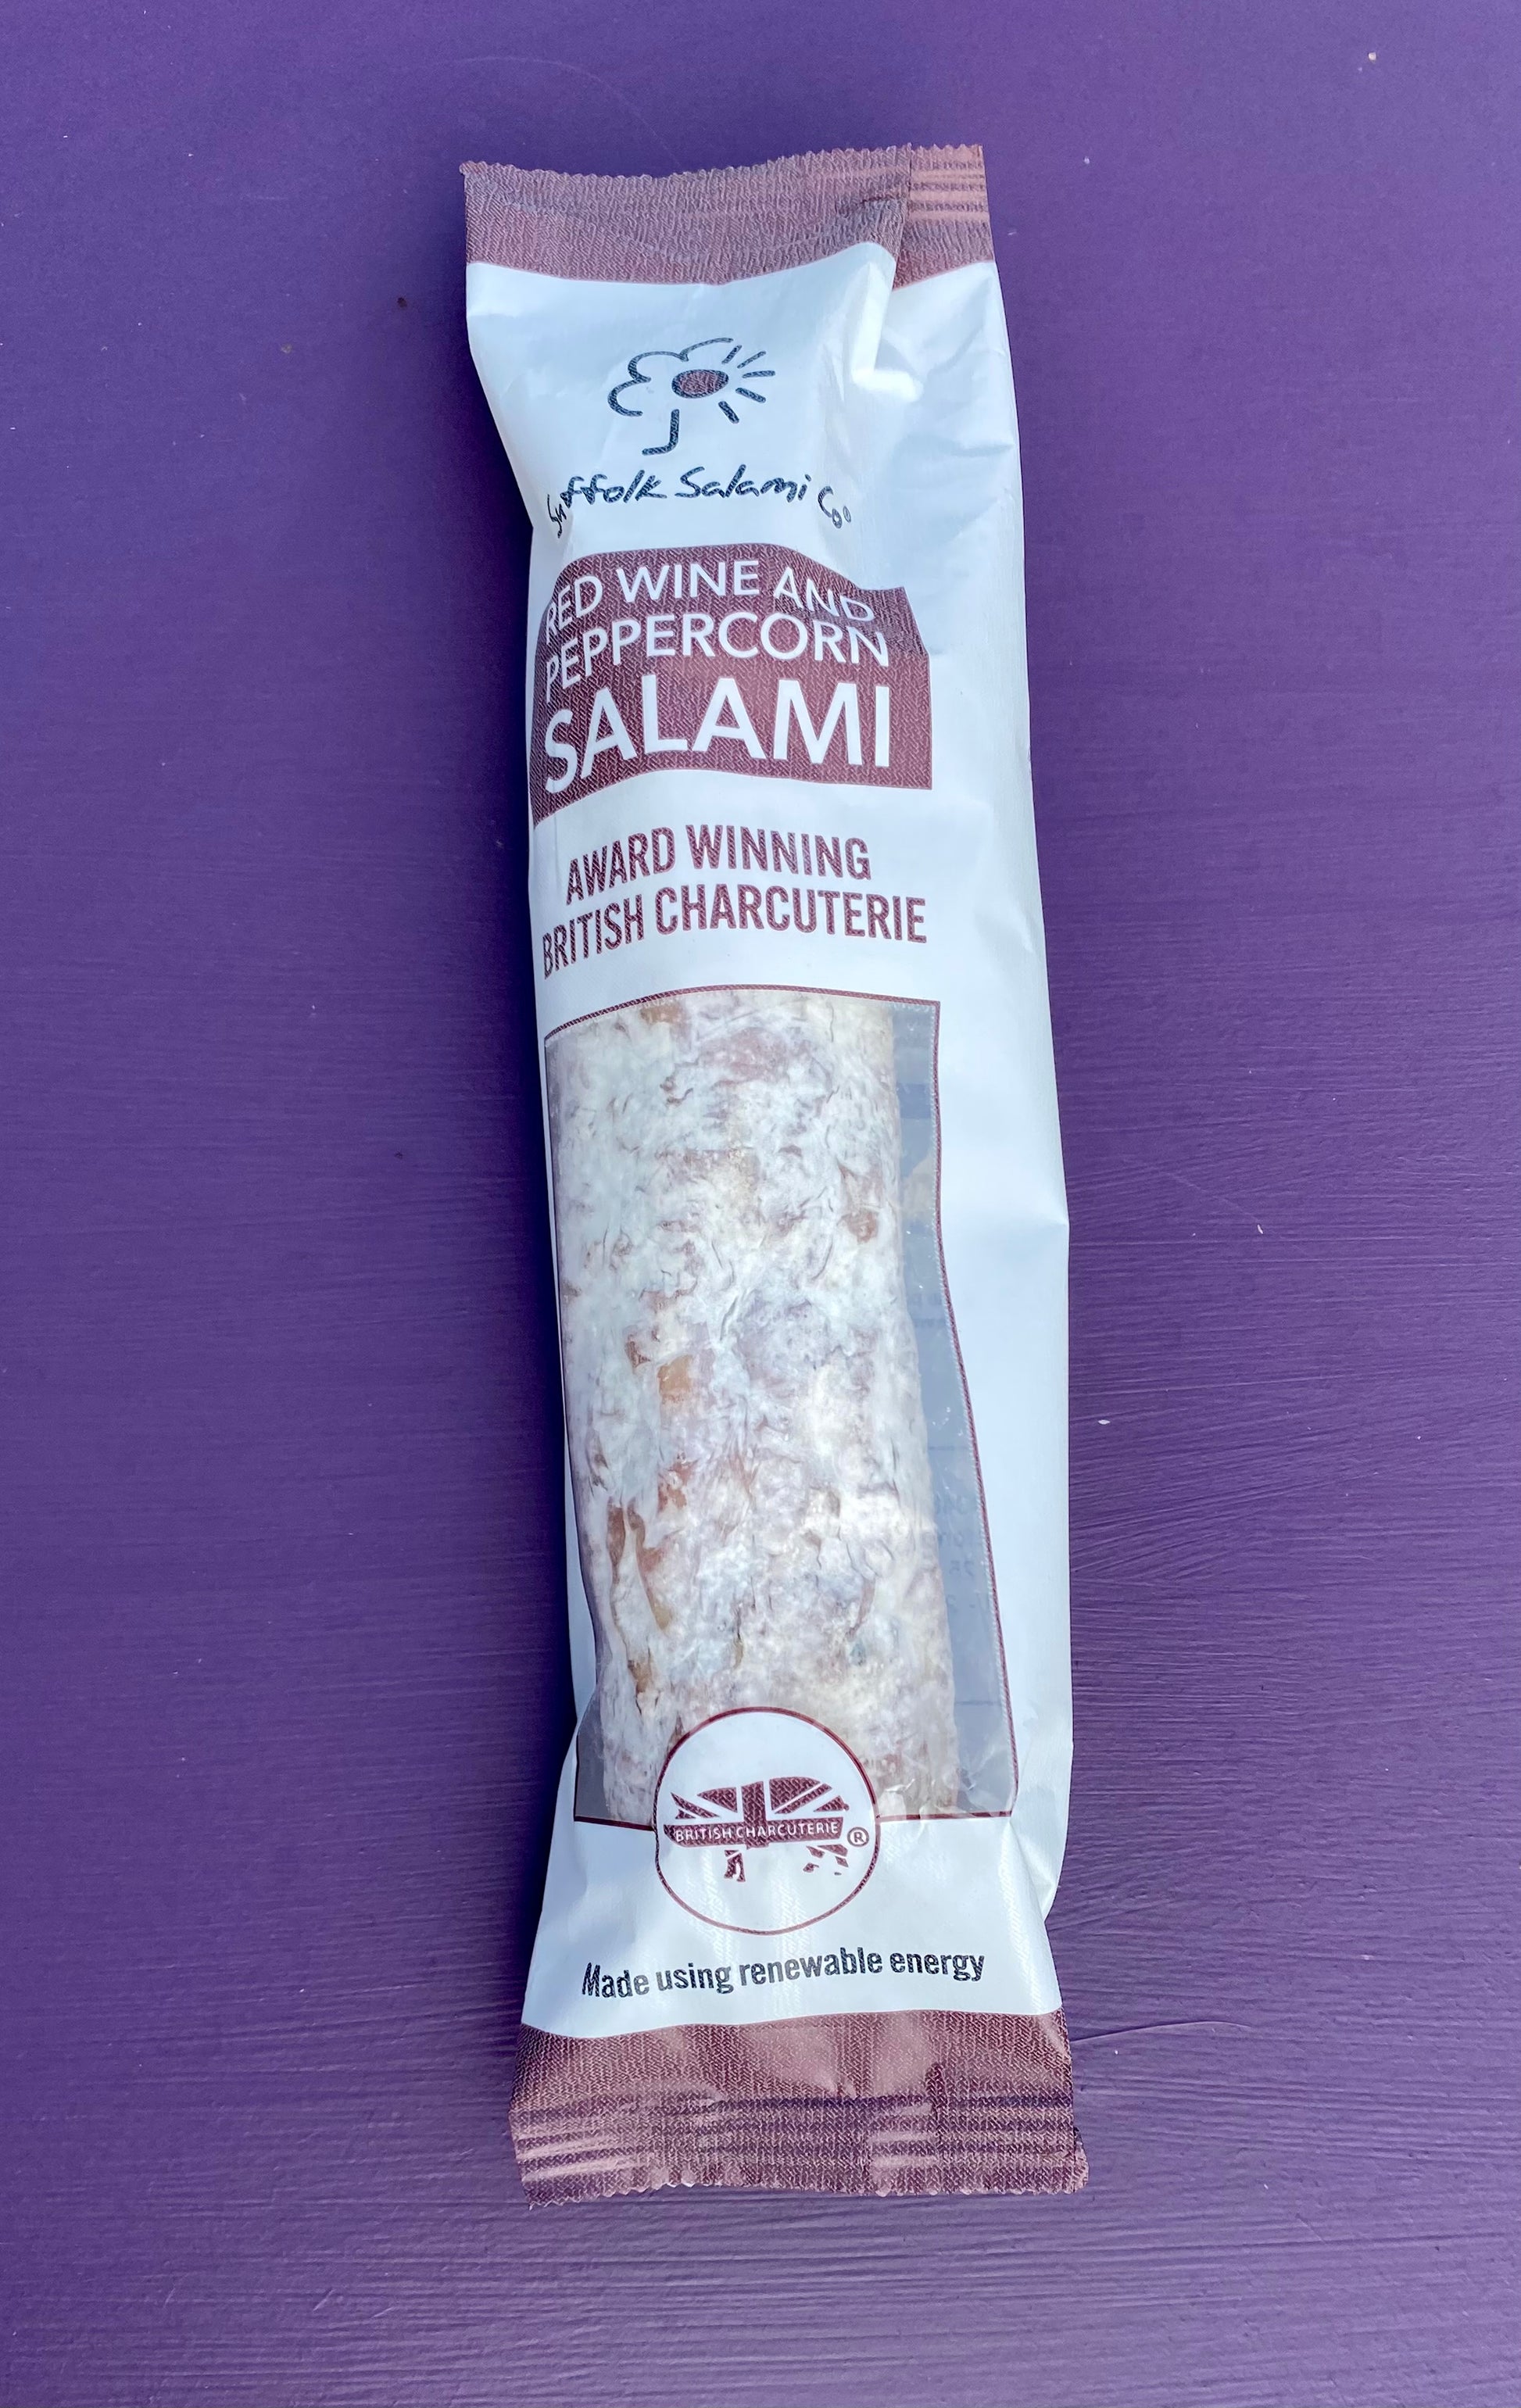 Suffolk Salami Co
RED WINE AND
PEPPERCORN
SALAMI
AWARD WINNING
BRITISH CHARCUTERIE
BRITISH CHARCUTERIE ®
Made using renewable energy